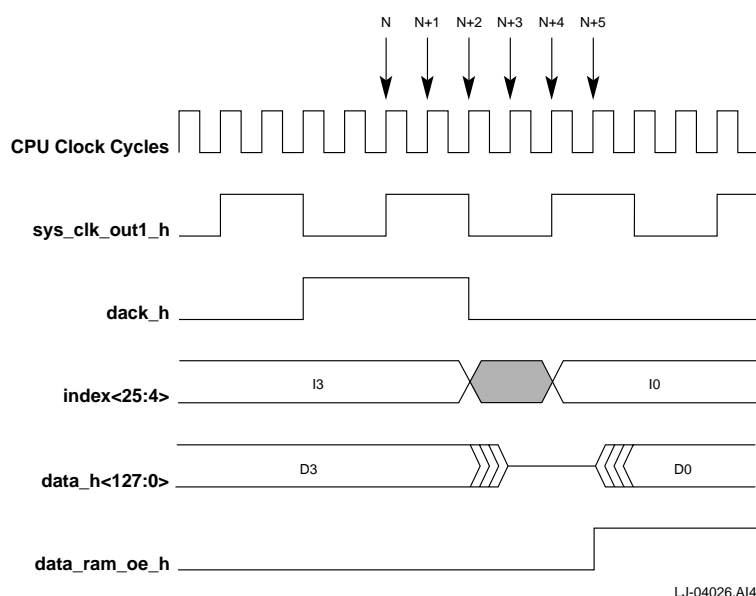 N N+1 N+2 N+3 N+4 N+5
CPU Clock Cycles
sys_clk_out1_h
dack_h
index<25:4>
I3 I0
data_h<127:0>
D3 D0
data_ram_oe_h
LJ-04026.AI4